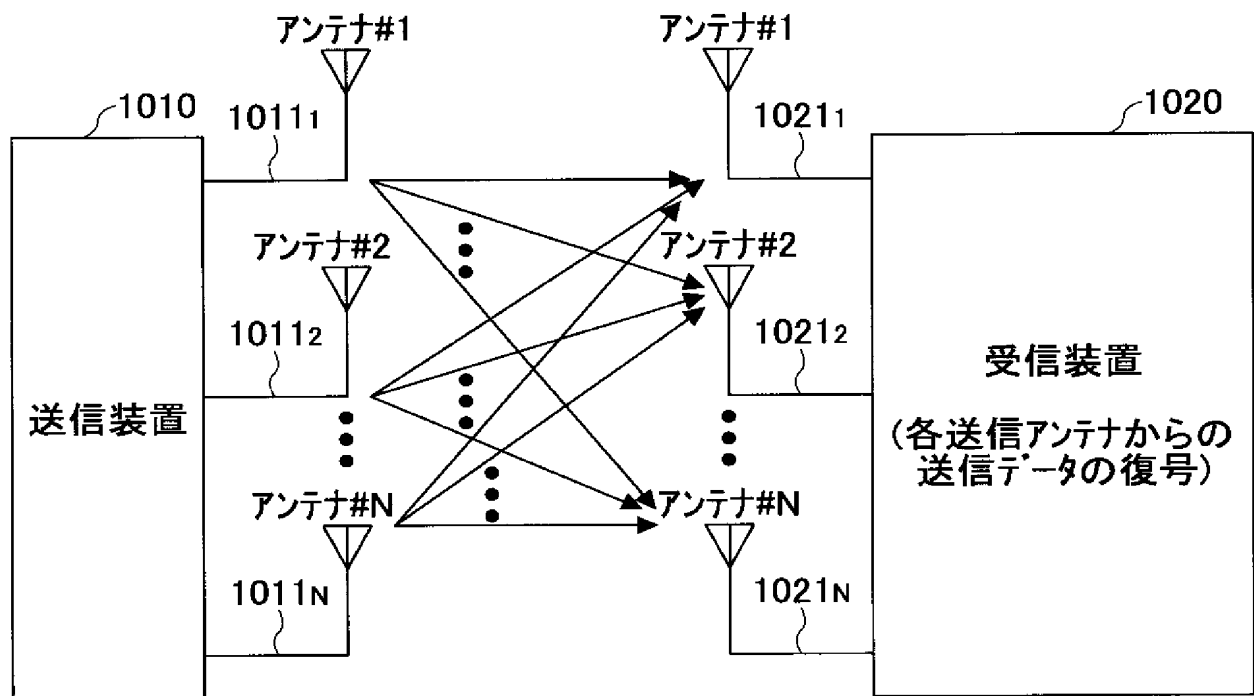 アンテナ#1
アンテナ#1
1010
1011₁
1021₁
1020
アンテナ#2
アンテナ#2
1011₂
1021₂
送信装置
受信装置
(各送信アンテナからの
送信データの復号)
アンテナ#N
アンテナ#N
1011N
1021N